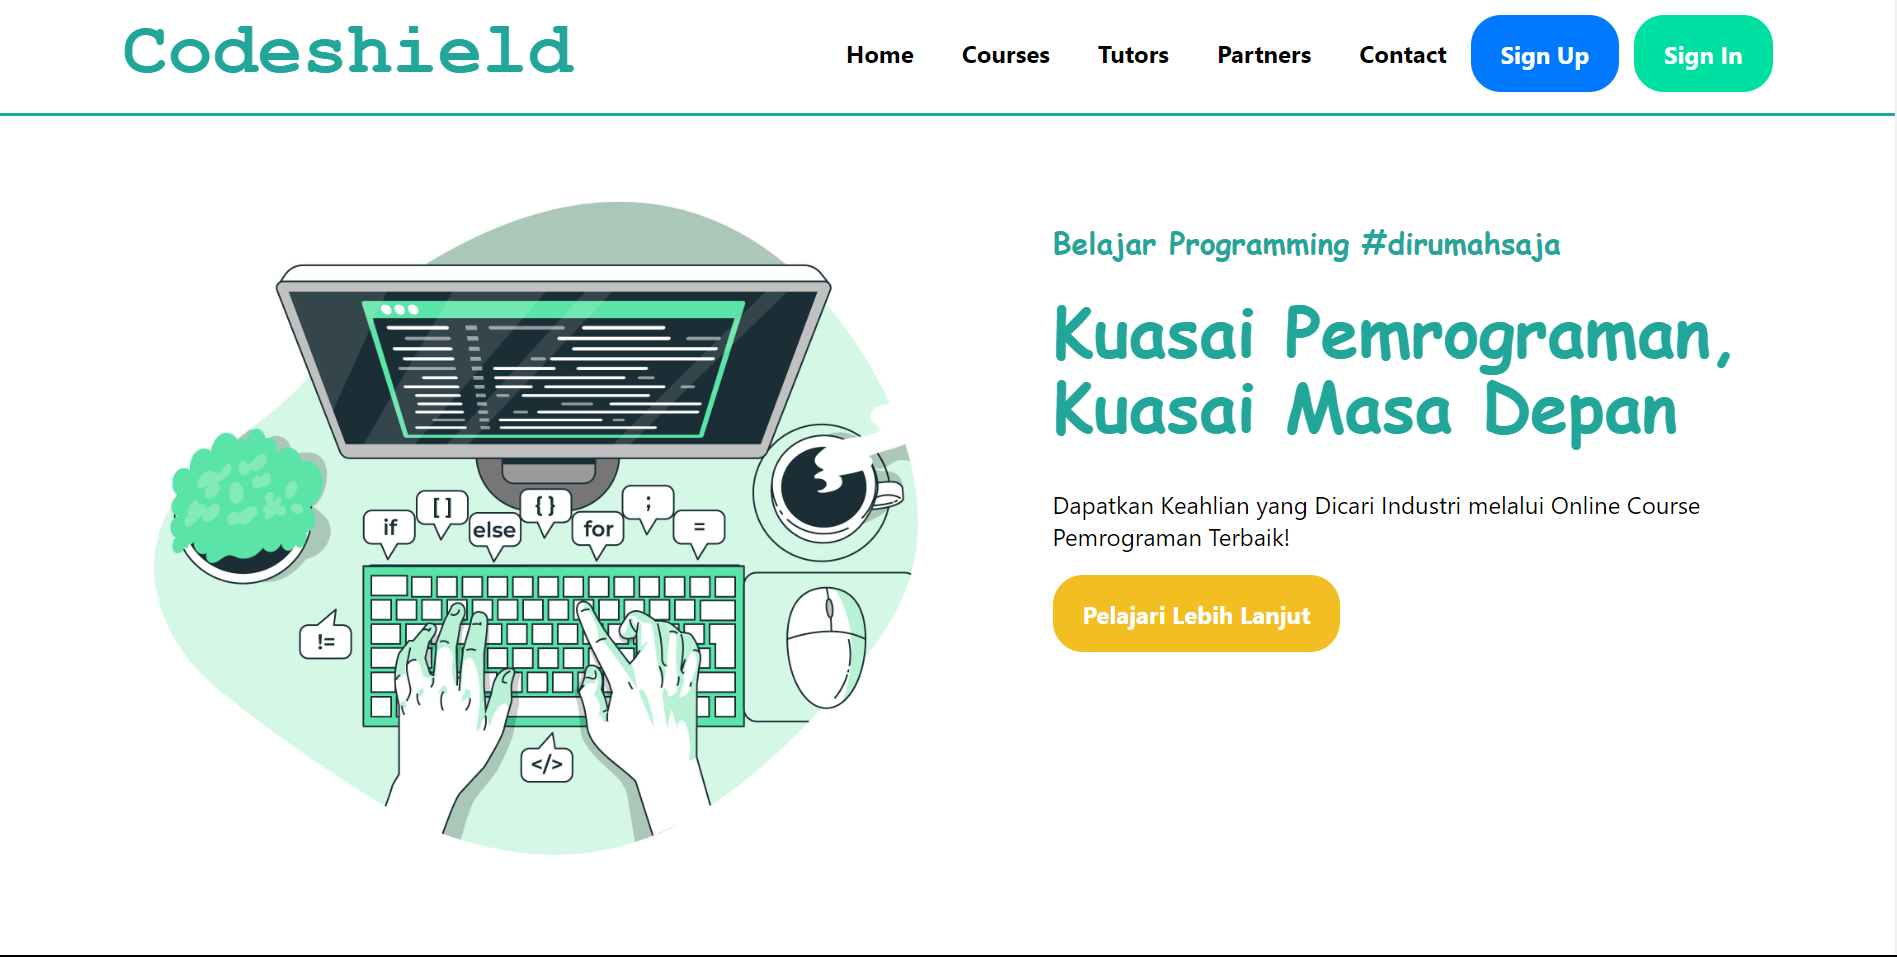 Codeshield
Home Courses Tutors Partners Contact Sign Up Sign In
Belajar Programming #dirumahsaja
Kuasai Pemrograman,
Kuasai Masa Depan
Dapatkan Keahlian yang Dicari Industri melalui Online Course
Pemrograman Terbaik!
Pelajari Lebih Lanjut
if [ ] else { } for ; =
!=
</>